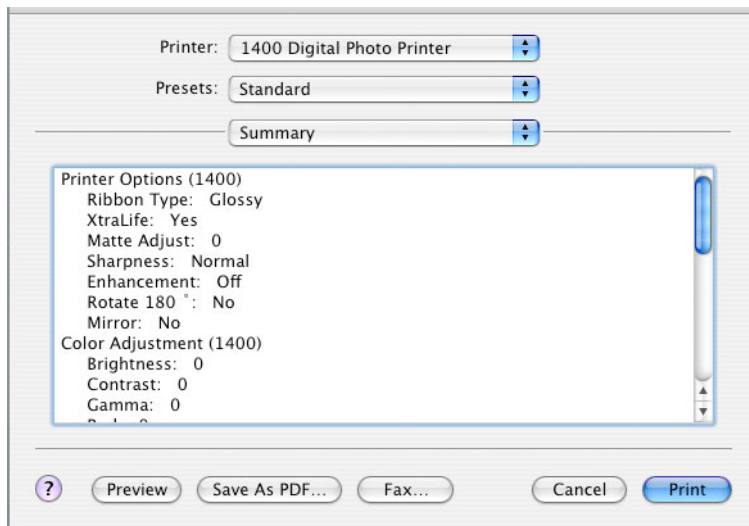 Printer: 1400 Digital Photo Printer
Presets: Standard
Summary
Printer Options (1400)
Ribbon Type: Glossy
XtraLife: Yes
Matte Adjust: 0
Sharpness: Normal
Enhancement: Off
Rotate 180 °: No
Mirror: No
Color Adjustment (1400)
Brightness: 0
Contrast: 0
Gamma: 0
? Preview Save As PDF... Fax... Cancel Print